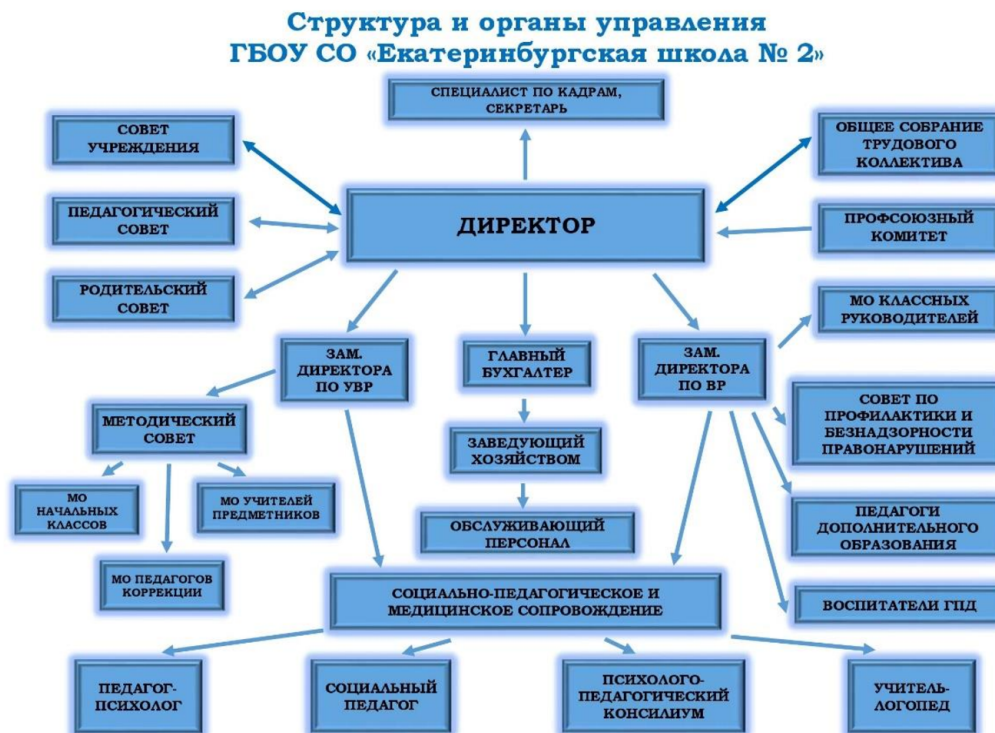 Структура и органы управления
ГБОУ СО «Екатеринбургская школа № 2»
СПЕЦИАЛИСТ ПО КАДРАМ,
СЕКРЕТАРЬ
СОВЕТ
УЧРЕЖДЕНИЯ
ОБЩЕЕ СОБРАНИЕ
ТРУДОВОГО
КОЛЛЕКТИВА
ПЕДАГОГИЧЕСКИЙ
СОВЕТ
ДИРЕКТОР
ПРОФСОЮЗНЫЙ
КОМИТЕТ
РОДИТЕЛЬСКИЙ
СОВЕТ
МО КЛАССНЫХ
РУКОВОДИТЕЛЕЙ
ЗАМ.
ДИРЕКТОРА
ПО УВР
ГЛАВНЫЙ
БУХГАЛТЕР
ЗАМ.
ДИРЕКТОРА
ПО ВР
МЕТОДИЧЕСКИЙ
СОВЕТ
ЗАВЕДУЮЩИЙ
ХОЗЯЙСТВОМ
СОВЕТ ПО
ПРОФИЛАКТИКИ И
БЕЗНАДЗОРНОСТИ
ПРАВОНАРУШЕНИЙ
МО
НАЧАЛЬНЫХ
КЛАССОВ
МО УЧИТЕЛЕЙ
ПРЕДМЕТНИКОВ
ОБСЛУЖИВАЮЩИЙ
ПЕРСОНАЛ
ПЕДАГОГИ
ДОПОЛНИТЕЛЬНОГО
ОБРАЗОВАНИЯ
МО ПЕДАГОГОВ
КОРРЕКЦИИ
СОЦИАЛЬНО-ПЕДАГОГИЧЕСКОЕ И
МЕДИЦИНСКОЕ СОПРОВОЖДЕНИЕ
ВОСПИТАТЕЛИ ГПД
ПЕДАГОГ-
ПСИХОЛОГ
СОЦИАЛЬНЫЙ
ПЕДАГОГ
ПСИХОЛОГО-
ПЕДАГОГИЧЕСКИЙ
КОНСИЛИУМ
УЧИТЕЛЬ-
ЛОГОПЕД